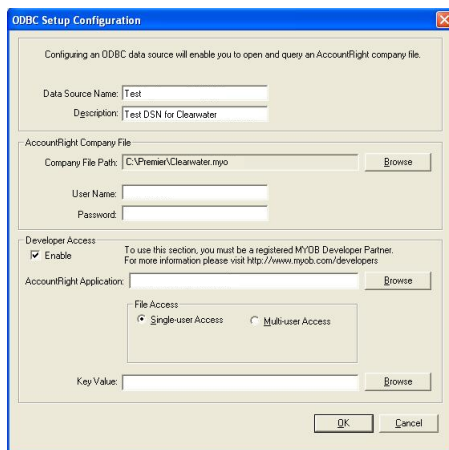 ODBC Setup Configuration
Configuring an ODBC data source will enable you to open and query an AccountRight company file.
Data Source Name: Test
Description: Test DSN for Clearwater
AccountRight Company File
Company File Path: C:\Premier\Clearwater.myo Browse
User Name:
Password:
Developer Access
Enable
To use this section, you must be a registered MYOB Developer Partner.
For more information please visit http://www.myob.com/developers
AccountRight Application: Browse
File Access
Single-user Access Multi-user Access
Key Value: Browse
OK Cancel